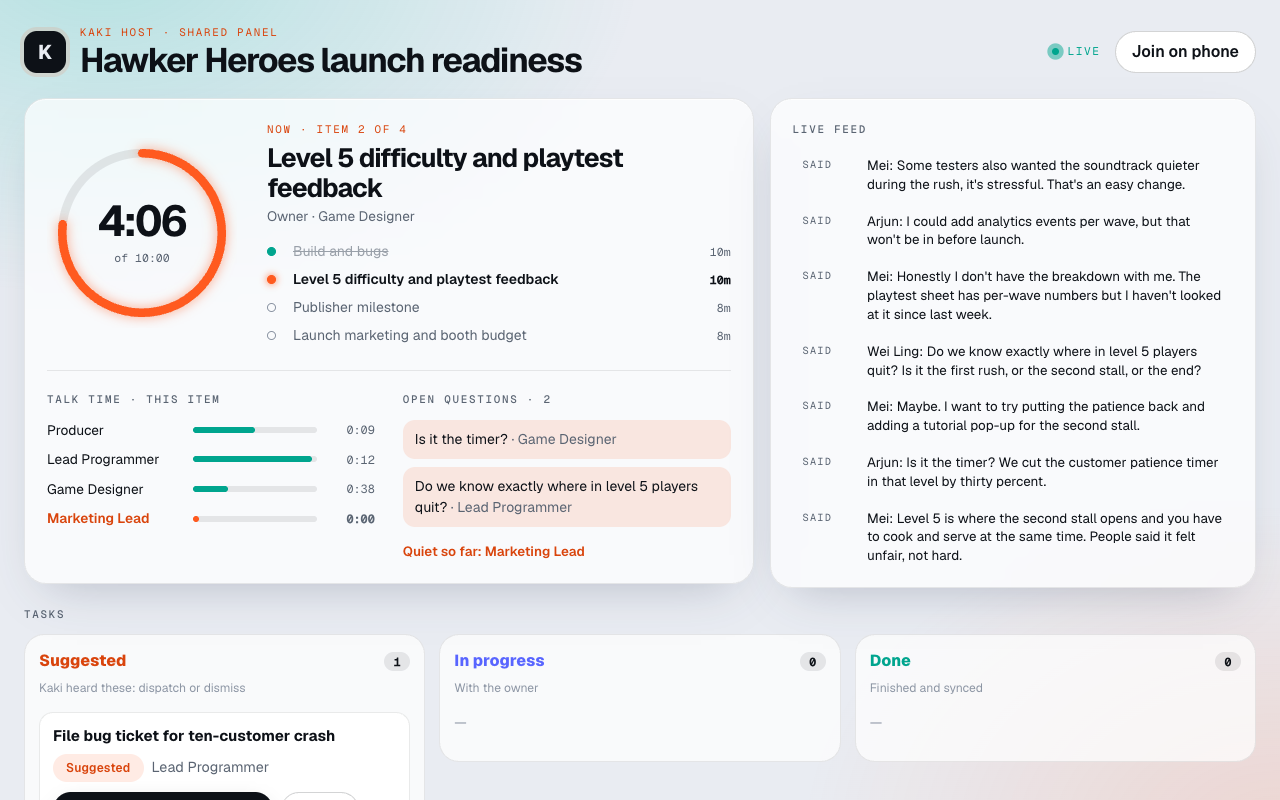 K
KAKI HOST · SHARED PANEL
Hawker Heroes launch readiness
LIVE
Join on phone
4:06
of 10:00
NOW · ITEM 2 OF 4
Level 5 difficulty and playtest
feedback
Owner · Game Designer
Build and bugs 10m
Level 5 difficulty and playtest feedback 10m
Publisher milestone 8m
Launch marketing and booth budget 8m
TALK TIME · THIS ITEM
Producer 0:09
Lead Programmer 0:12
Game Designer 0:38
Marketing Lead 0:00
OPEN QUESTIONS · 2
Is it the timer? · Game Designer
Do we know exactly where in level 5 players
quit? · Lead Programmer
Quiet so far: Marketing Lead
LIVE FEED
SAID Mei: Some testers also wanted the soundtrack quieter
during the rush, it's stressful. That's an easy change.
SAID Arjun: I could add analytics events per wave, but that
won't be in before launch.
SAID Mei: Honestly I don't have the breakdown with me. The
playtest sheet has per-wave numbers but I haven't looked
at it since last week.
SAID Wei Ling: Do we know exactly where in level 5 players
quit? Is it the first rush, or the second stall, or the end?
SAID Mei: Maybe. I want to try putting the patience back and
adding a tutorial pop-up for the second stall.
SAID Arjun: Is it the timer? We cut the customer patience timer
in that level by thirty percent.
SAID Mei: Level 5 is where the second stall opens and you have
to cook and serve at the same time. People said it felt
unfair, not hard.
TASKS
Suggested 1
Kaki heard these: dispatch or dismiss
File bug ticket for ten-customer crash
Suggested Lead Programmer
In progress 0
With the owner
—
Done 0
Finished and synced
—